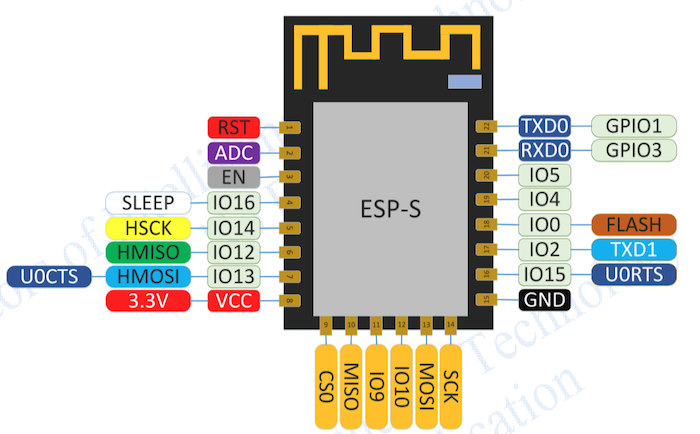 RST 1 22 TXD0 GPIO1
ADC 2 21 RXD0 GPIO3
EN 3 20 IO5
SLEEP IO16 4 19 IO4
HSCK IO14 5 ESP-S 18 IO0 FLASH
HMISO IO12 6 17 IO2 TXD1
U0CTS HMOSI IO13 7 16 IO15 U0RTS
3.3V VCC 8 15 GND
9 10 11 12 13 14
CS0 MISO IO9 IO10 MOSI SCK